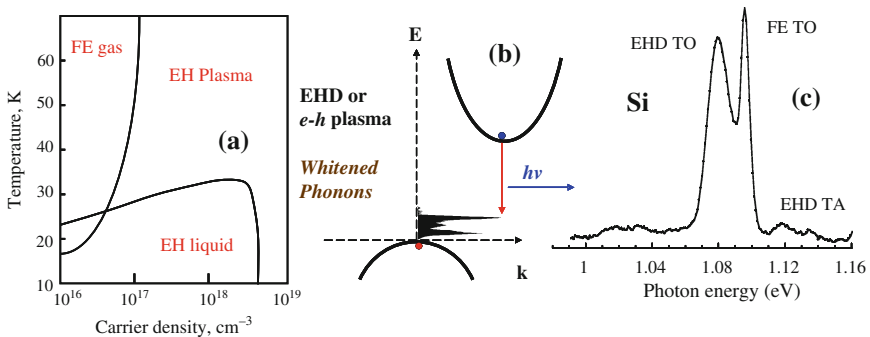 FE gas
EH Plasma
(a)
EH liquid
60
50
40
30
20
10
Temperature, K
10^16
10^17
10^18
10^19
Carrier density, cm^−3
E
(b)
EHD or
e-h plasma
Whitened
Phonons
hν
k
EHD TO
FE TO
Si
(c)
EHD TA
1
1.04
1.08
1.12
1.16
Photon energy (eV)